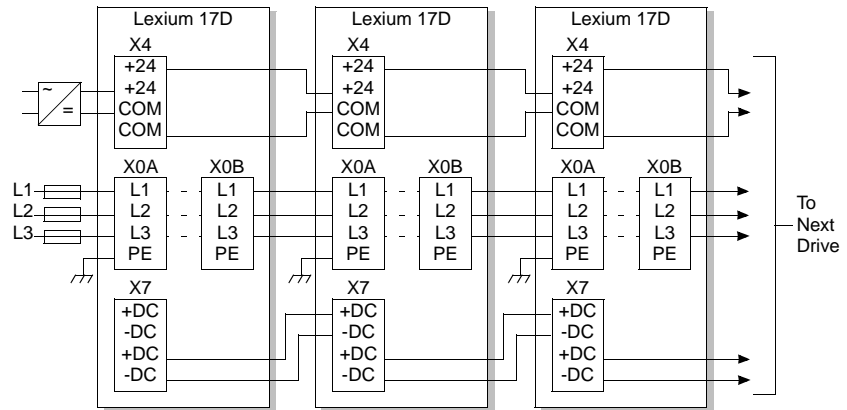 Lexium 17D Lexium 17D Lexium 17D
X4 X4 X4
+24 +24 +24
~ +24 +24 +24
= COM COM COM
COM COM COM
X0A X0B X0A X0B X0A X0B
L1 L1 L1 L1 L1 L1 L1
L2 L2 L2 L2 L2 L2 L2
L3 L3 L3 L3 L3 L3 L3
PE PE PE PE PE PE
To
Next
Drive
X7 X7 X7
+DC +DC +DC
-DC -DC -DC
+DC +DC +DC
-DC -DC -DC